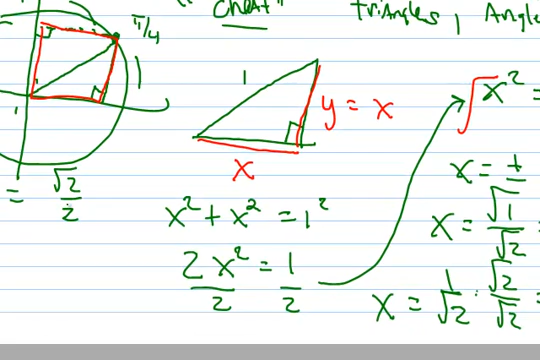 "Cheat" triangles, Angle
π/4
1
1
y = x
x
√x² =
= √2/2
x² + x² = 1²
x = +
2x²/2 = 1/2
x = √1/√2 =
x = 1/√2 · √2/√2 =